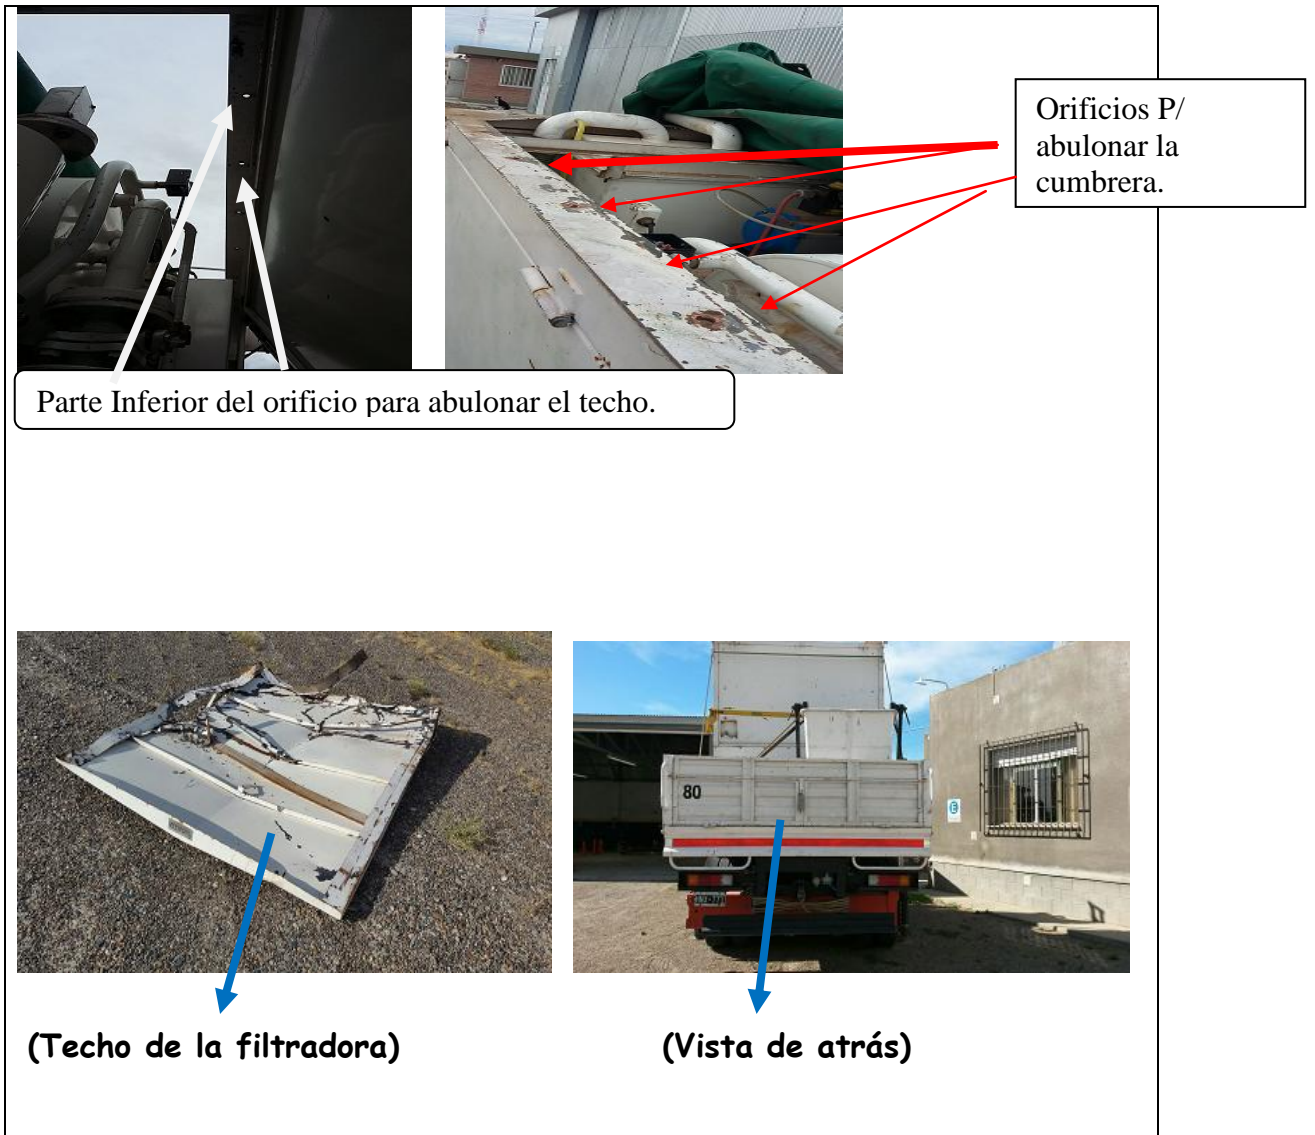 Orificios P/
abulonar la
cumbrera.
Parte Inferior del orificio para abulonar el techo.
80
(Techo de la filtradora)
(Vista de atrás)